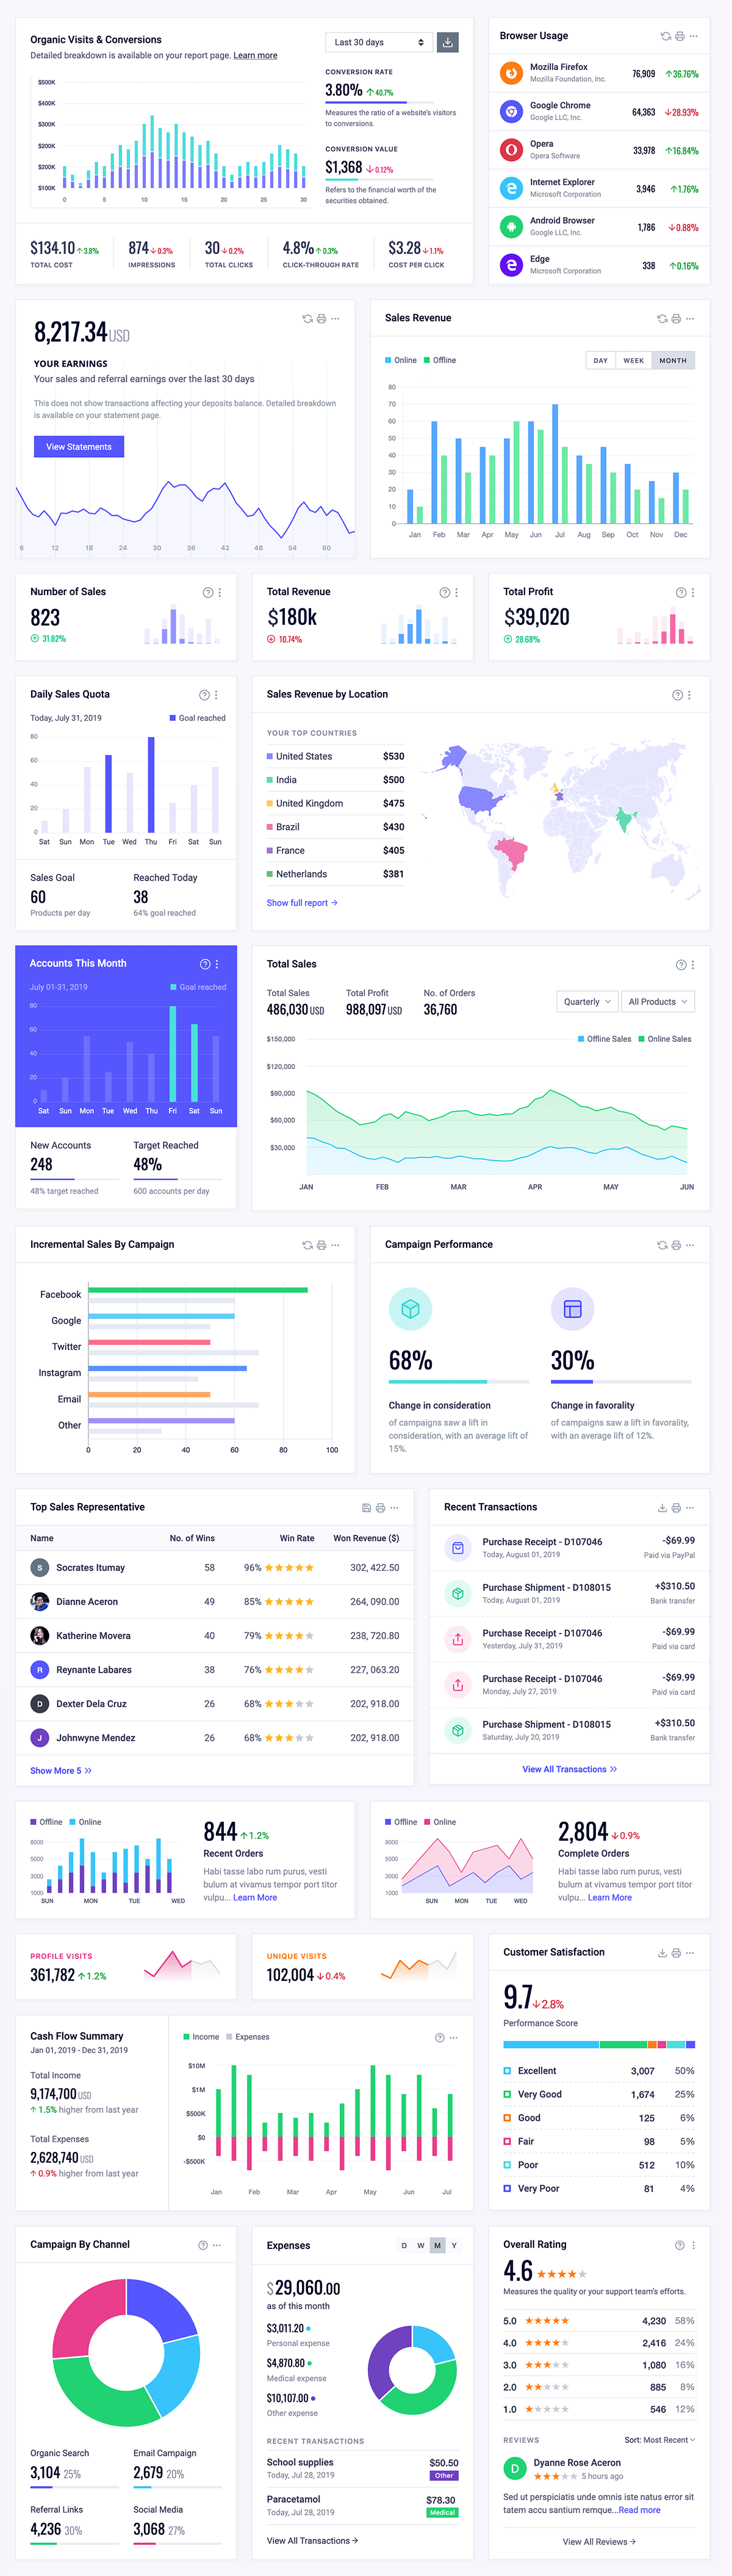 Organic Visits & Conversions
Detailed breakdown is available on your report page. Learn more
Last 30 days
$500K
$400K
$300K
$200K
$200K
$100K
0 5 10 15 20 25 30
CONVERSION RATE
3.80% 40.7%
Measures the ratio of a website's visitors
to conversions.
CONVERSION VALUE
$1,368 0.12%
Refers to the financial worth of the
securities obtained.
$134.10 3.8%
TOTAL COST
874 0.3%
IMPRESSIONS
30 0.2%
TOTAL CLICKS
4.8% 0.3%
CLICK-THROUGH RATE
$3.28 1.1%
COST PER CLICK
Browser Usage
Mozilla Firefox 76,909 36.76%
Mozilla Foundation, Inc.
Google Chrome 64,363 28.93%
Google LLC, Inc.
Opera 33,978 16.84%
Opera Software
Internet Explorer 3,946 1.76%
Microsoft Corporation
Android Browser 1,786 0.88%
Google LLC, Inc.
Edge 338 0.16%
Microsoft Corporation
8,217.34 USD
YOUR EARNINGS
Your sales and referral earnings over the last 30 days
This does not show transactions affecting your deposits balance. Detailed breakdown
is available on your statement page.
View Statements
6 12 18 24 30 36 42 48 54 60
Sales Revenue
Online Offline
DAY WEEK MONTH
80
70
60
50
40
30
20
10
0
Jan Feb Mar Apr May Jun Jul Aug Sep Oct Nov Dec
Number of Sales
823
31.82%
Total Revenue
$180k
10.74%
Total Profit
$39,020
28.68%
Daily Sales Quota
Today, July 31, 2019 Goal reached
80
60
40
20
0
Sat Sun Mon Tue Wed Thu Fri Sat Sun
Sales Goal
60
Products per day
Reached Today
38
64% goal reached
Sales Revenue by Location
YOUR TOP COUNTRIES
United States $530
India $500
United Kingdom $475
Brazil $430
France $405
Netherlands $381
Show full report
Accounts This Month
July 01-31, 2019 Goal reached
80
60
40
20
0
Sat Sun Mon Tue Wed Thu Fri Sat Sun
New Accounts
248
48% target reached
Target Reached
48%
600 accounts per day
Total Sales
Total Sales
486,030 USD
Total Profit
988,097 USD
No. of Orders
36,760
Quarterly All Products
Offline Sales Online Sales
$150,000
$120,000
$90,000
$60,000
$30,000
JAN FEB MAR APR MAY JUN
Incremental Sales By Campaign
Facebook
Google
Twitter
Instagram
Email
Other
0 20 40 60 80 100
Campaign Performance
68%
Change in consideration
of campaigns saw a lift in
consideration, with an average lift of
15%.
30%
Change in favorality
of campaigns saw a lift in favorality,
with an average lift of 12%.
Top Sales Representative
Name No. of Wins Win Rate Won Revenue ($)
S Socrates Itumay 58 96% 302, 422.50
Dianne Aceron 49 85% 264, 090.00
Katherine Movera 40 79% 238, 720.80
R Reynante Labares 38 76% 227, 063.20
D Dexter Dela Cruz 26 68% 202, 918.00
J Johnwyne Mendez 26 68% 202, 918.00
Show More 5
Recent Transactions
Purchase Receipt - D107046 -$69.99
Today, August 01, 2019 Paid via PayPal
Purchase Shipment - D108015 +$310.50
Today, August 01, 2019 Bank transfer
Purchase Receipt - D107046 -$69.99
Yesterday, July 31, 2019 Paid via card
Purchase Receipt - D107046 -$69.99
Monday, July 27, 2019 Paid via card
Purchase Shipment - D108015 +$310.50
Saturday, July 20, 2019 Bank transfer
View All Transactions
Offline Online
8000
5000
3000
1000
SUN MON TUE WED
844 1.2%
Recent Orders
Habi tasse labo rum purus, vesti
bulum at vivamus tempor port titor
vulpu... Learn More
Offline Online
8000
5000
3000
1000
SUN MON TUE WED
2,804 0.9%
Complete Orders
Habi tasse labo rum purus, vesti
bulum at vivamus tempor port titor
vulpu... Learn More
PROFILE VISITS
361,782 1.2%
UNIQUE VISITS
102,004 0.4%
Customer Satisfaction
9.7 2.8%
Performance Score
Excellent 3,007 50%
Very Good 1,674 25%
Good 125 6%
Fair 98 5%
Poor 512 10%
Very Poor 81 4%
Cash Flow Summary
Jan 01, 2019 - Dec 31, 2019
Total Income
9,174,700 USD
1.5% higher from last year
Total Expenses
2,628,740 USD
0.9% higher from last year
Income Expenses
$10M
$1M
$500K
$0
-$500K
Jan Feb Mar Apr May Jun Jul
Campaign By Channel
Organic Search
3,104 25%
Email Campaign
2,679 20%
Referral Links
4,236 30%
Social Media
3,068 27%
Expenses
D W M Y
$29,060.00
as of this month
$3,011.20
Personal expense
$4,870.80
Medical expense
$10,107.00
Other expense
RECENT TRANSACTIONS
School supplies $50.50
Today, Jul 28, 2019 Other
Paracetamol $78.30
Today, Jul 28, 2019 Medical
View All Transactions
Overall Rating
4.6
Measures the quality or your support team's efforts.
5.0 4,230 58%
4.0 2,416 24%
3.0 1,080 16%
2.0 885 8%
1.0 546 12%
REVIEWS Sort: Most Recent
D Dyanne Rose Aceron
5 hours ago
Sed ut perspiciatis unde omnis iste natus error sit
tatem accu santium remque...Read more
View All Reviews